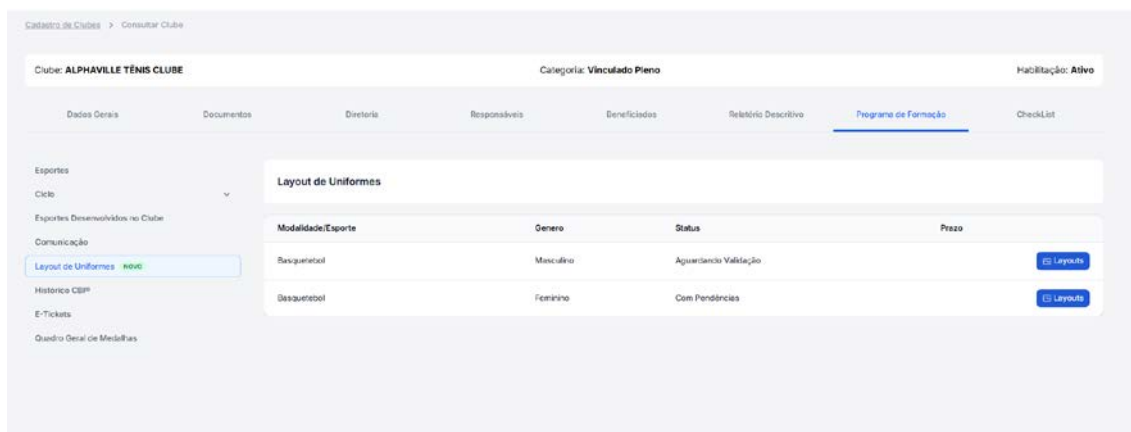 Cadastro de Clubes > Consultar Clube
Clube: ALPHAVILLE TÊNIS CLUBE Categoria: Vinculado Pleno Habilitação: Ativo
Dados Gerais Documentos Diretoria Responsáveis Beneficiados Relatório Descritivo Programa de Formação CheckList
Esportes
Ciclo
Esportes Desenvolvidos no Clube
Comunicação
Layout de Uniformes NOVO
Histórico CBI®
E-Tickets
Quadro Geral de Medalhas
Layout de Uniformes
Modalidade/Esporte Genero Status Prazo
Basquetebol Masculino Aguardando Validação Layouts
Basquetebol Feminino Com Pendências Layouts